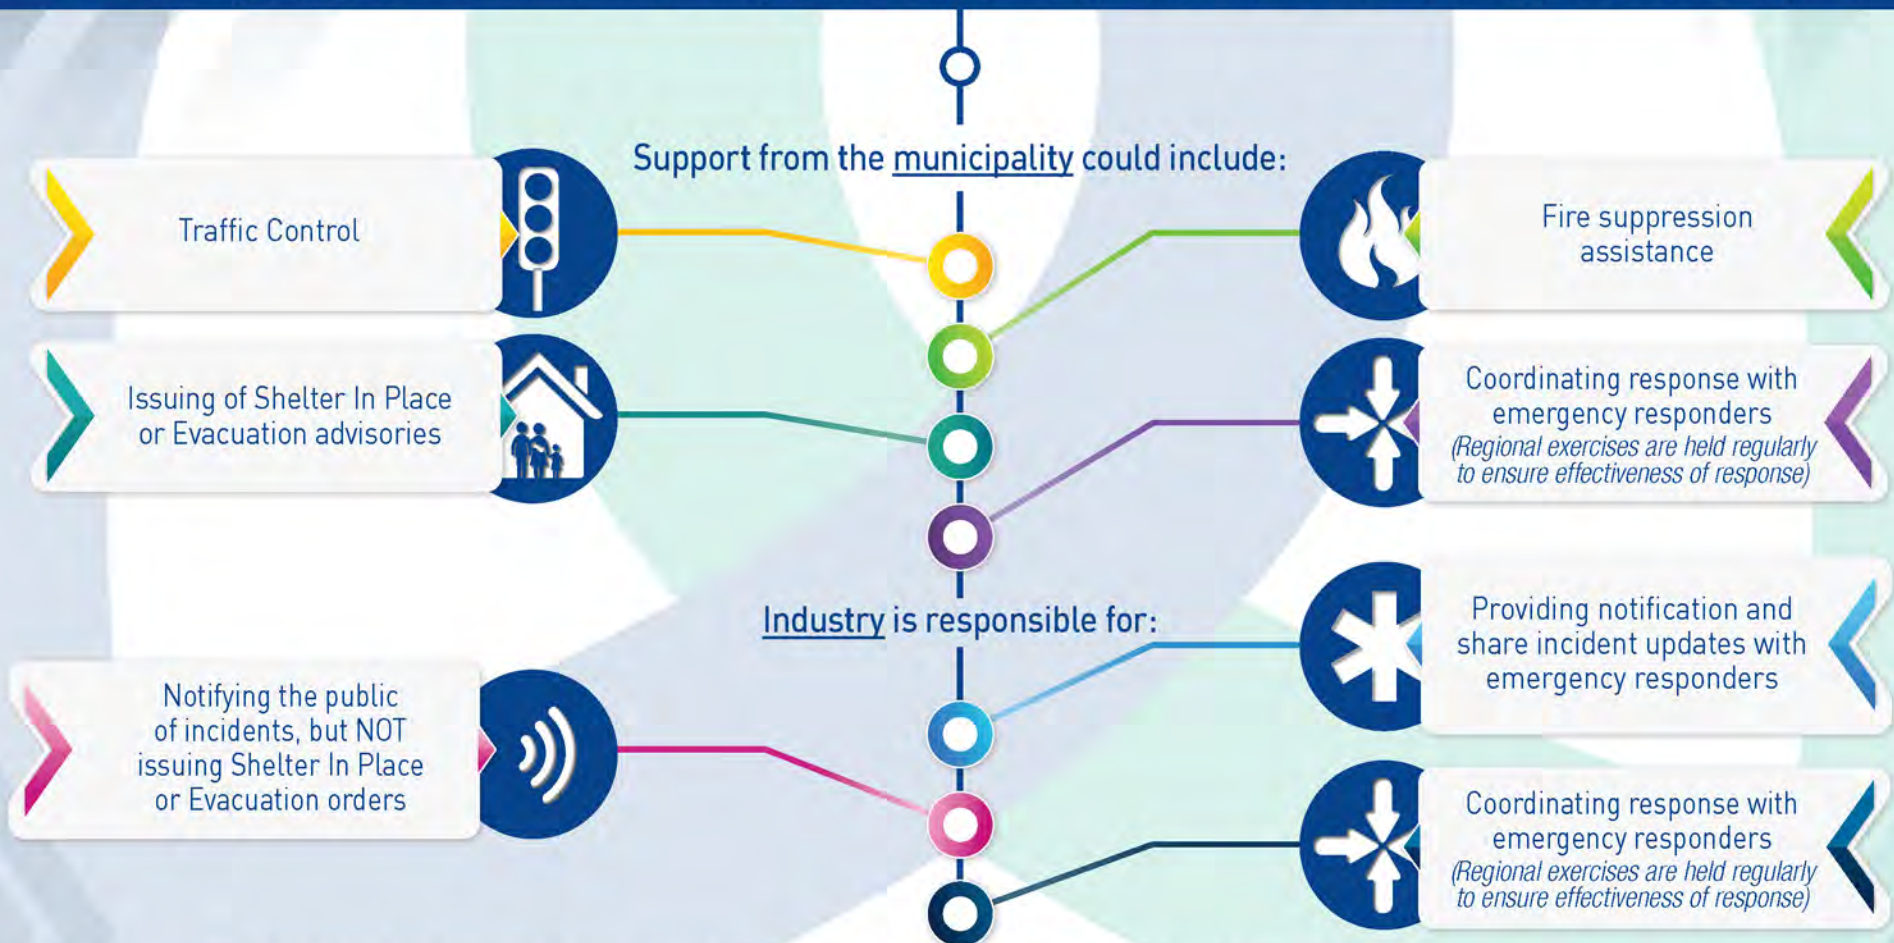 Support from the municipality could include:
Traffic Control
Fire suppression
assistance
Issuing of Shelter In Place
or Evacuation advisories
Coordinating response with
emergency responders
(Regional exercises are held regularly
to ensure effectiveness of response)
Industry is responsible for:
Providing notification and
share incident updates with
emergency responders
Notifying the public
of incidents, but NOT
issuing Shelter In Place
or Evacuation orders
Coordinating response with
emergency responders
(Regional exercises are held regularly
to ensure effectiveness of response)